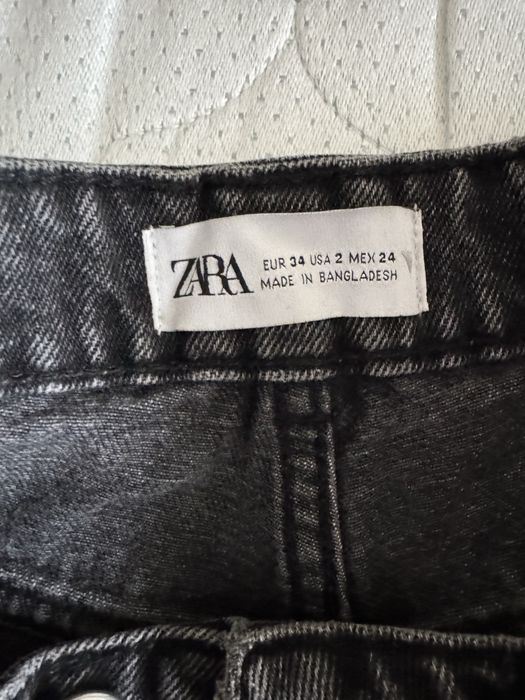 ZARA
EUR 34 USA 2 MEX 24
MADE IN BANGLADESH